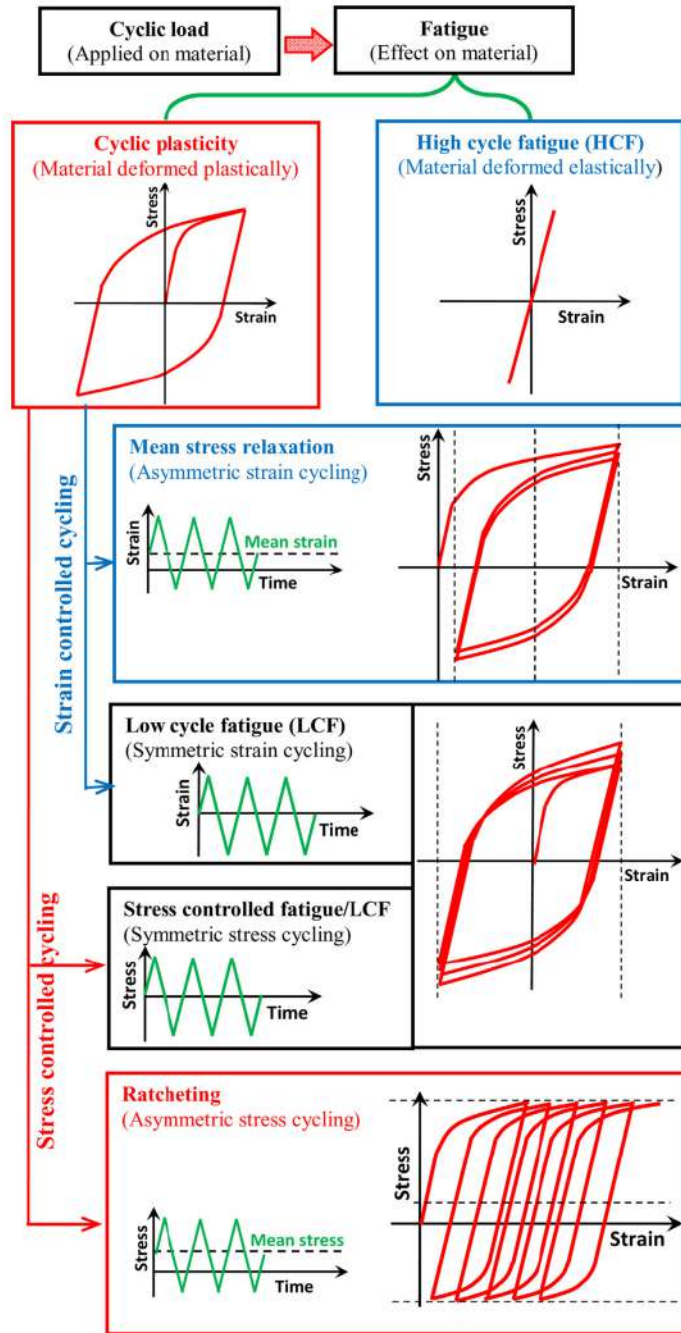 Cyclic load
(Applied on material)
Fatigue
(Effect on material)
Cyclic plasticity
(Material deformed plastically)
Stress
Strain
High cycle fatigue (HCF)
(Material deformed elastically)
Stress
Strain
Strain controlled cycling
Stress controlled cycling
Mean stress relaxation
(Asymmetric strain cycling)
Strain
Mean strain
Time
Stress
Strain
Low cycle fatigue (LCF)
(Symmetric strain cycling)
Strain
Time
Stress
Strain
Stress controlled fatigue/LCF
(Symmetric stress cycling)
Stress
Time
Ratcheting
(Asymmetric stress cycling)
Stress
Mean stress
Time
Stress
Strain